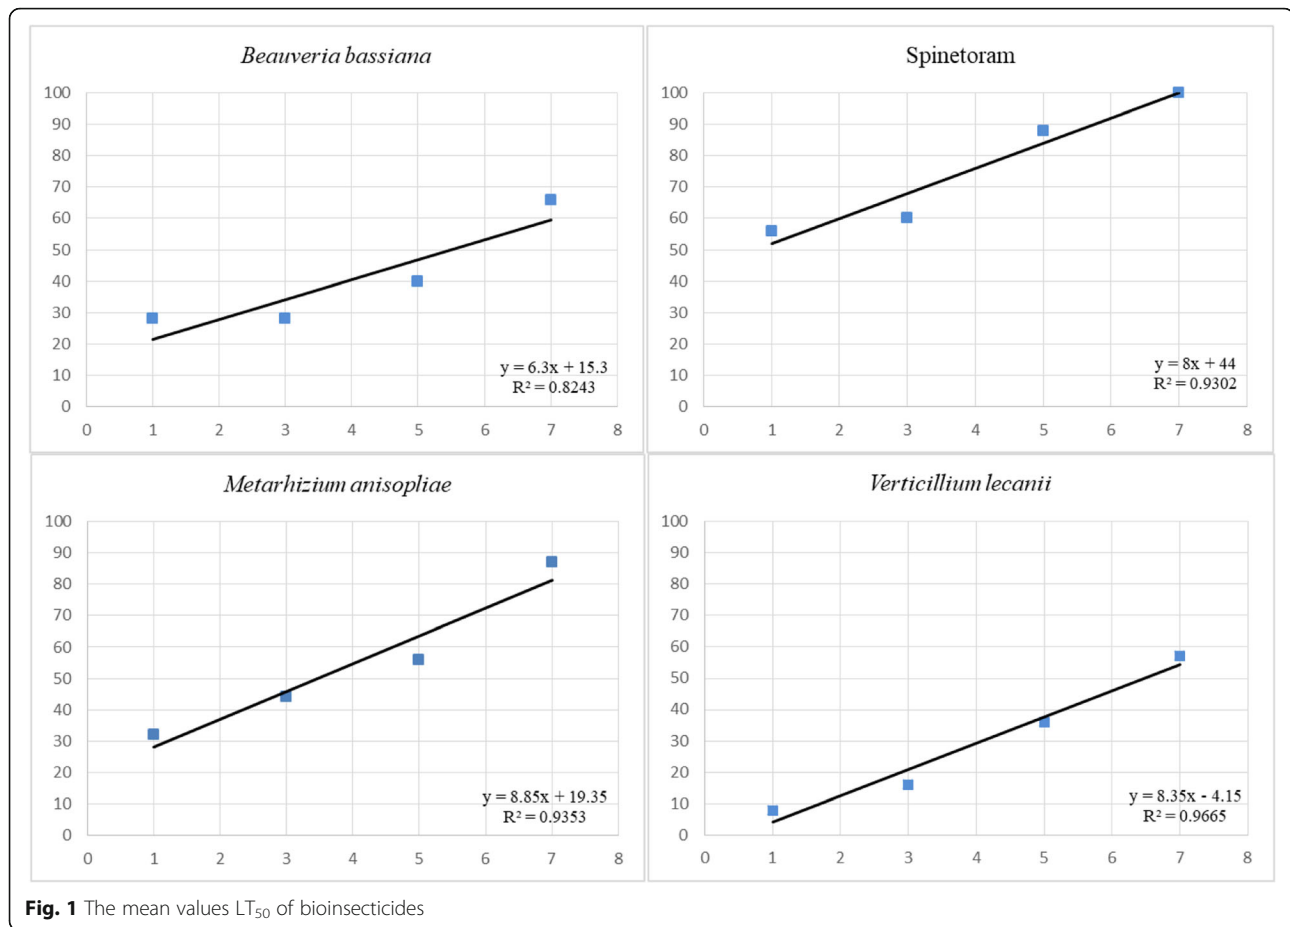 Beauveria bassiana
100
90
80
70
60
50
40
30
20
10
0
0 1 2 3 4 5 6 7 8
y = 6.3x + 15.3
R² = 0.8243
Spinetoram
100
90
80
70
60
50
40
30
20
10
0
0 1 2 3 4 5 6 7 8
y = 8x + 44
R² = 0.9302
Metarhizium anisopliae
100
90
80
70
60
50
40
30
20
10
0
0 1 2 3 4 5 6 7 8
y = 8.85x + 19.35
R² = 0.9353
Verticillium lecanii
100
90
80
70
60
50
40
30
20
10
0
0 1 2 3 4 5 6 7 8
y = 8.35x - 4.15
R² = 0.9665
Fig. 1 The mean values LT₅₀ of bioinsecticides